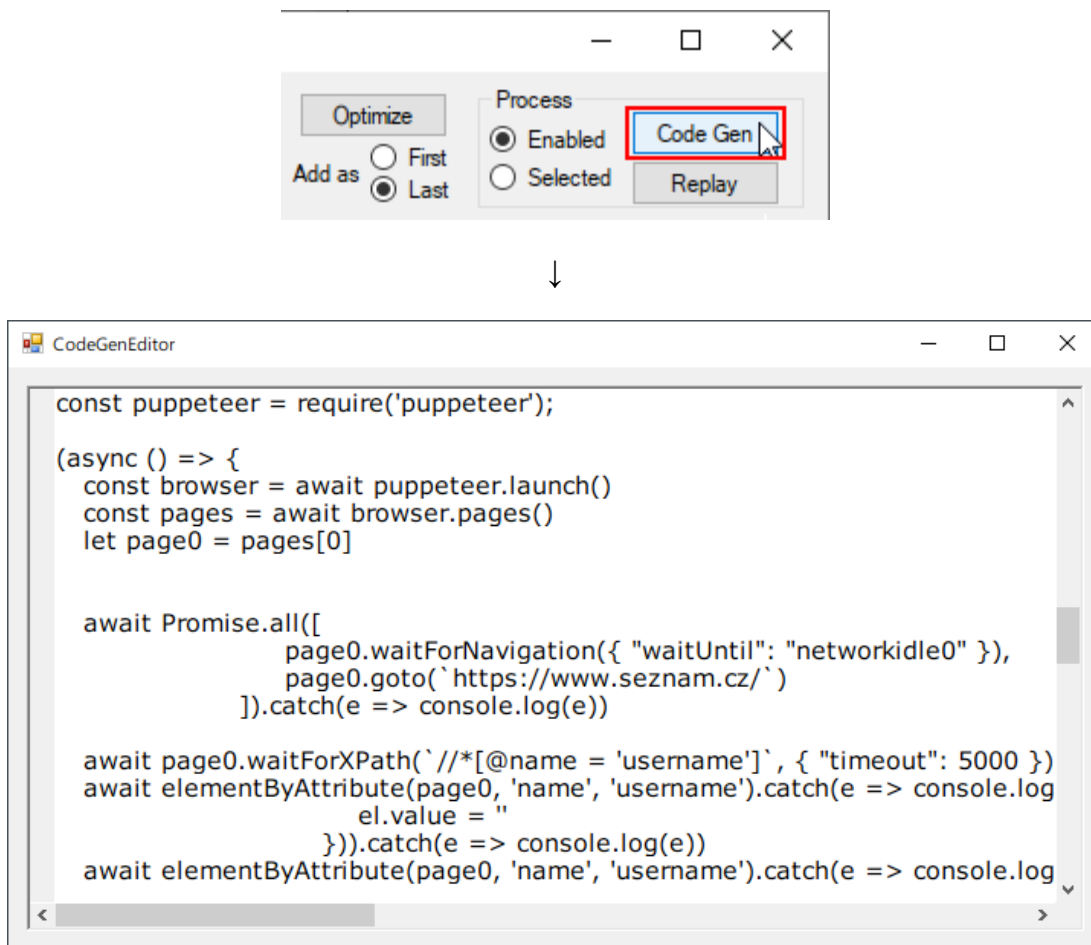 Optimize
Process
Enabled
Code Gen
Add as
First
Last
Selected
Replay
↓
CodeGenEditor
const puppeteer = require('puppeteer');
(async () => {
const browser = await puppeteer.launch()
const pages = await browser.pages()
let page0 = pages[0]
await Promise.all([
page0.waitForNavigation({ "waitUntil": "networkidle0" }),
page0.goto(`https://www.seznam.cz/`)
]).catch(e => console.log(e))
await page0.waitForXPath(`//*[@name = 'username']`, { "timeout": 5000 })
await elementByAttribute(page0, 'name', 'username').catch(e => console.log
el.value = ''
})).catch(e => console.log(e))
await elementByAttribute(page0, 'name', 'username').catch(e => console.log